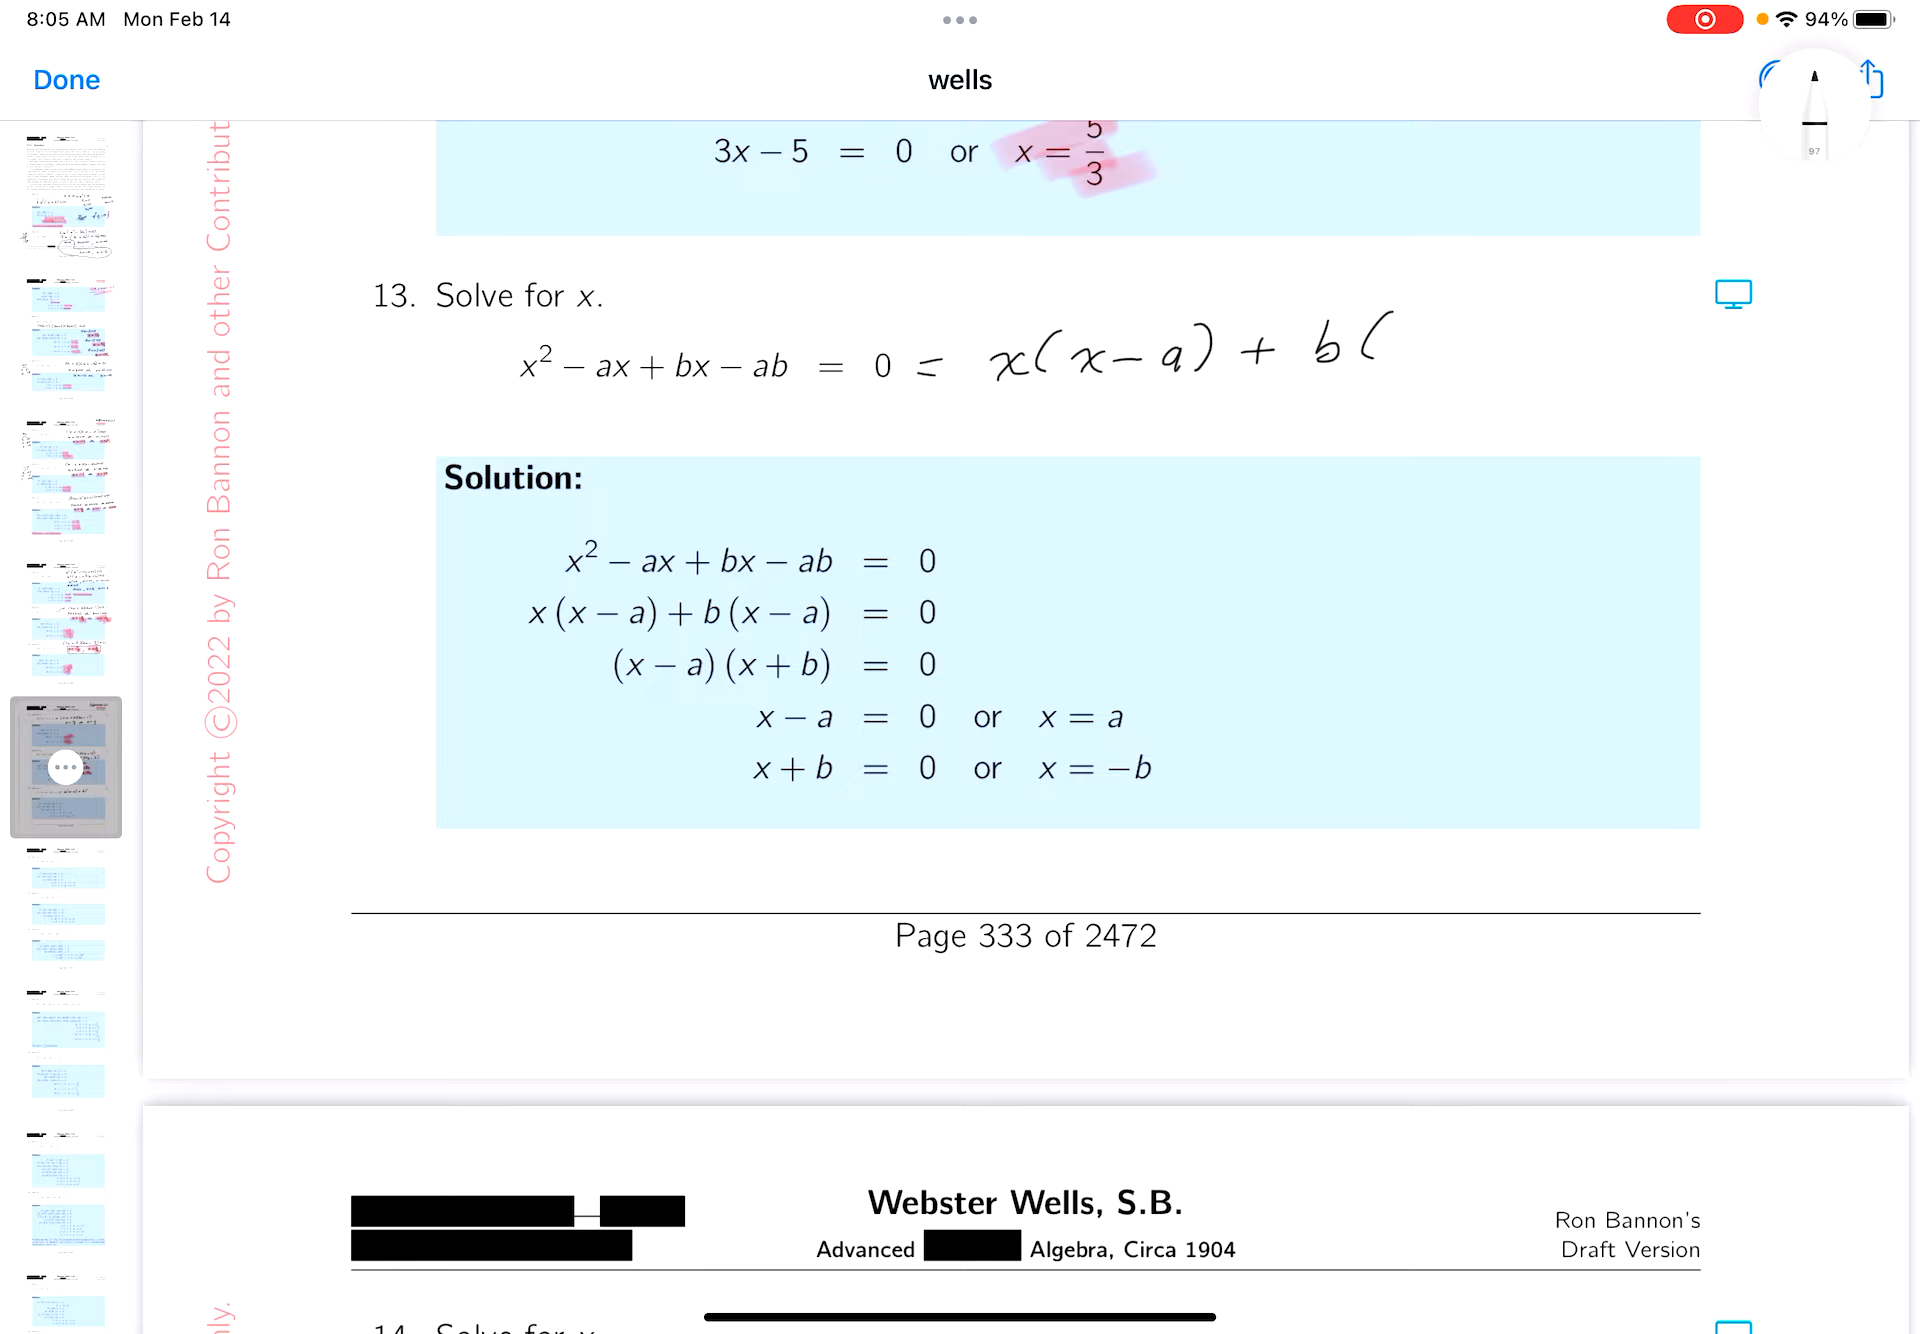 8:05 AM Mon Feb 14
94%
Done
wells
97
Copyright ©2022 by Ron Bannon and other Contribut
3x − 5 = 0 or x = 5/3
13. Solve for x.
x² − ax + bx − ab = 0 = x(x − a) + b(
Solution:
x² − ax + bx − ab = 0
x (x − a) + b (x − a) = 0
(x − a) (x + b) = 0
x − a = 0 or x = a
x + b = 0 or x = −b
Page 333 of 2472
Webster Wells, S.B.
Advanced Algebra, Circa 1904
Ron Bannon's
Draft Version
nly.
14. Solve for x